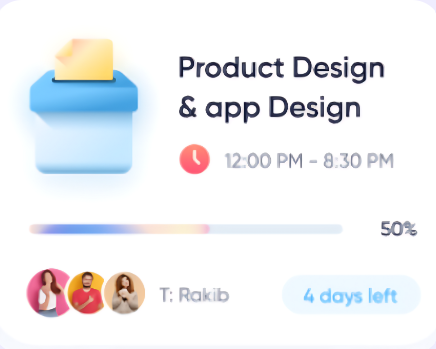 Product Design
& app Design
12:00 PM - 8:30 PM
50%
T: Rakib
4 days left